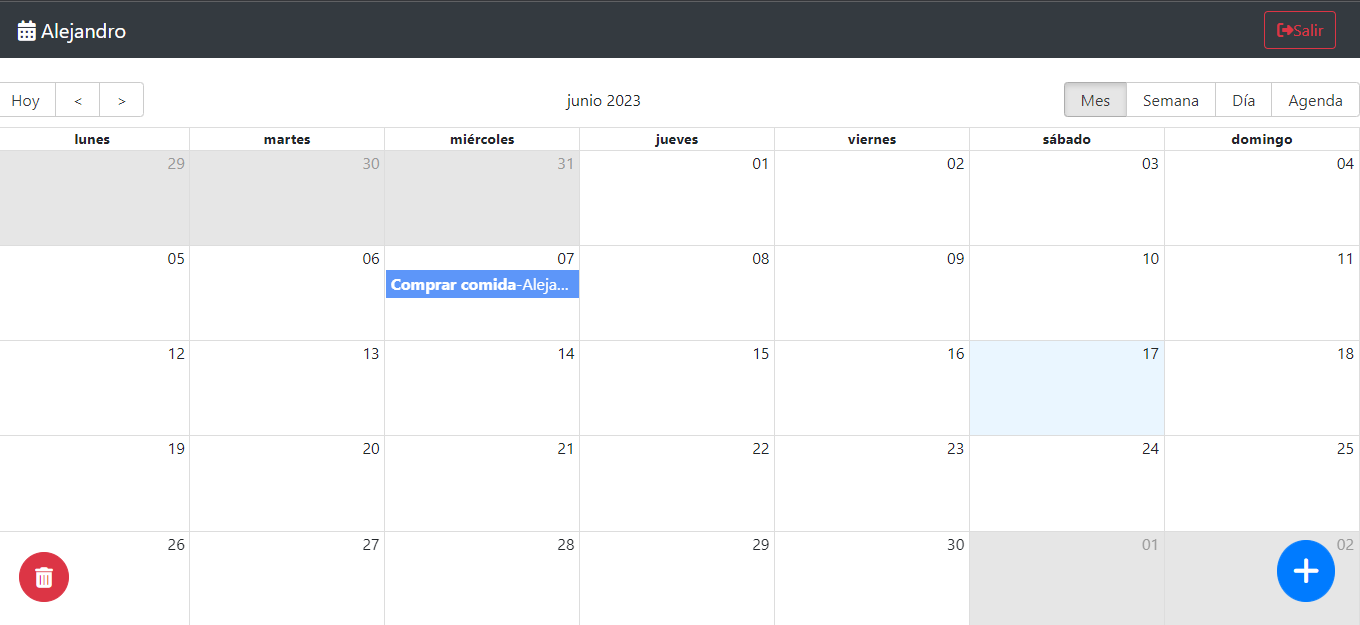 Alejandro Salir
Hoy < > junio 2023 Mes Semana Día Agenda
lunes martes miércoles jueves viernes sábado domingo
29 30 31 01 02 03 04
05 06 07 08 09 10 11
Comprar comida-Aleja...
12 13 14 15 16 17 18
19 20 21 22 23 24 25
26 27 28 29 30 01 02